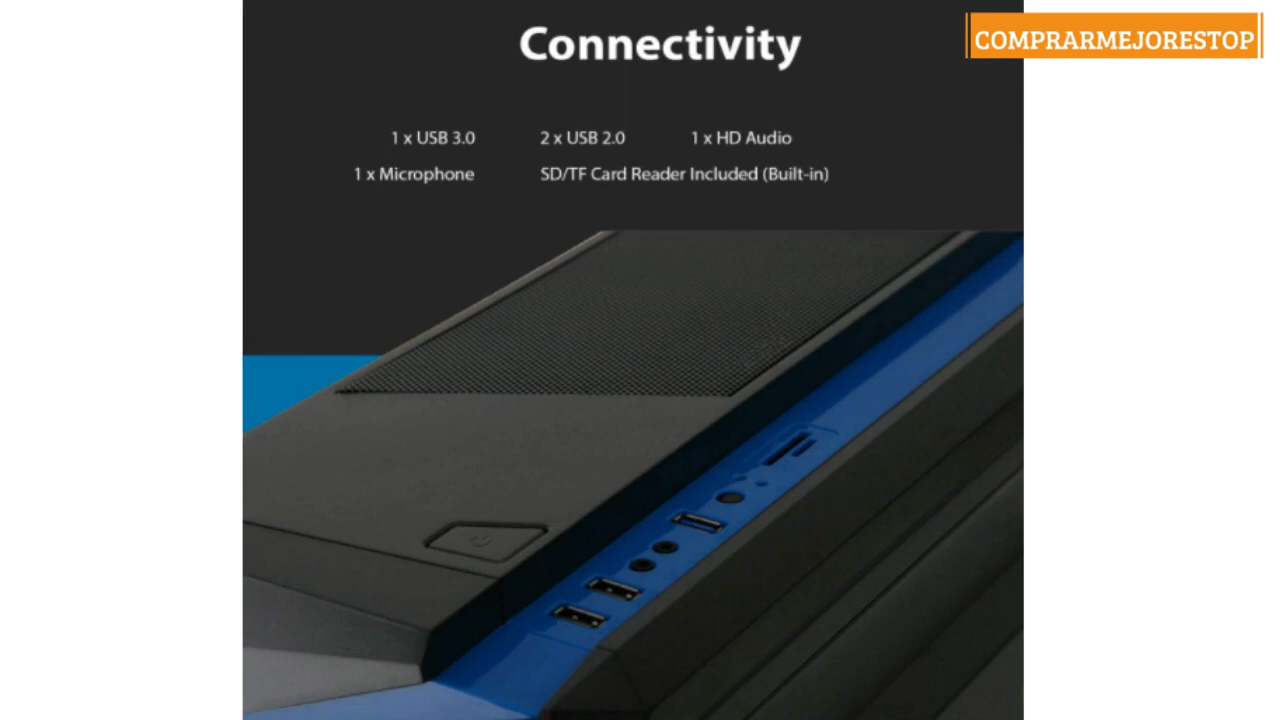 Connectivity
COMPRARMEJORESTOP
1 x USB 3.0 2 x USB 2.0 1 x HD Audio
1 x Microphone SD/TF Card Reader Included (Built-in)